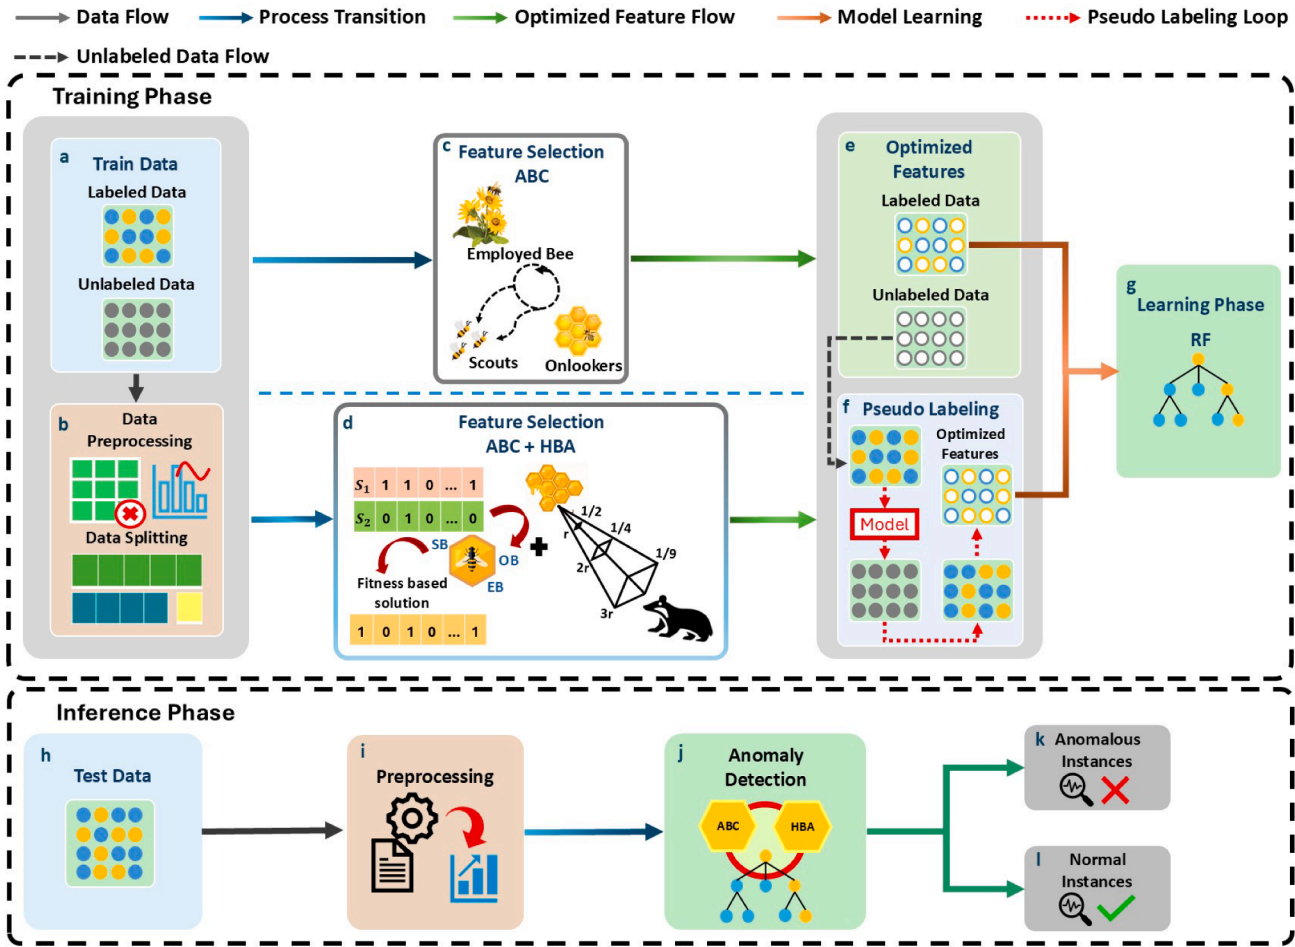 Data Flow
Process Transition
Optimized Feature Flow
Model Learning
Pseudo Labeling Loop
Unlabeled Data Flow
Training Phase
a
Train Data
Labeled Data
Unlabeled Data
b
Data
Preprocessing
Data Splitting
c
Feature Selection
ABC
Employed Bee
Scouts
Onlookers
d
Feature Selection
ABC + HBA
S1 1 1 0 ... 1
S2 0 1 0 ... 0
SB
OB
EB
Fitness based
solution
1 0 1 0 ... 1
1/2
1/4
1/9
r
2r
3r
e
Optimized
Features
Labeled Data
Unlabeled Data
f
Pseudo Labeling
Optimized
Features
Model
g
Learning Phase
RF
Inference Phase
h
Test Data
i
Preprocessing
j
Anomaly
Detection
ABC
HBA
k
Anomalous
Instances
l
Normal
Instances